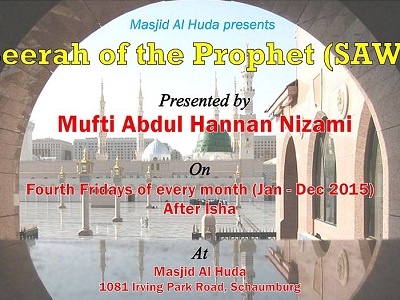 Masjid Al Huda presents
eerah of the Prophet (SAW
Presented by
Mufti Abdul Hannan Nizami
On
Fourth Fridays of every month (Jan - Dec 2015)
After Isha
At
Masjid Al Huda
1081 Irving Park Road, Schaumburg